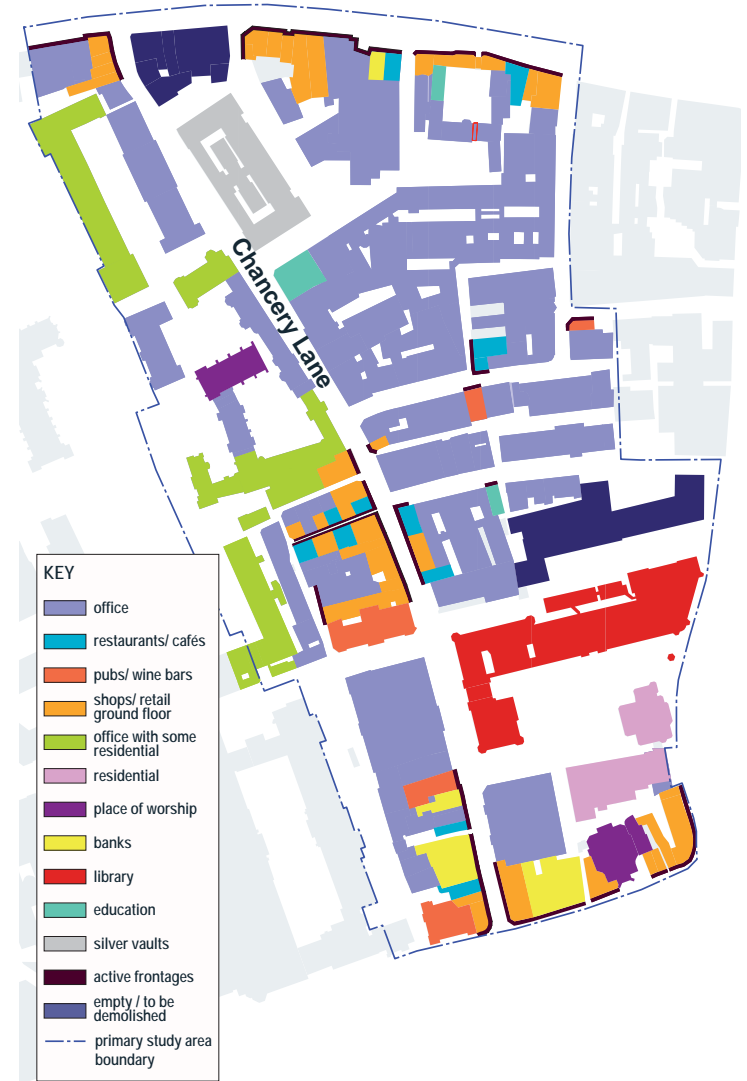 Chancery Lane
KEY
office
restaurants/ cafés
pubs/ wine bars
shops/ retail
ground floor
office with some
residential
residential
place of worship
banks
library
education
silver vaults
active frontages
empty / to be
demolished
primary study area
boundary